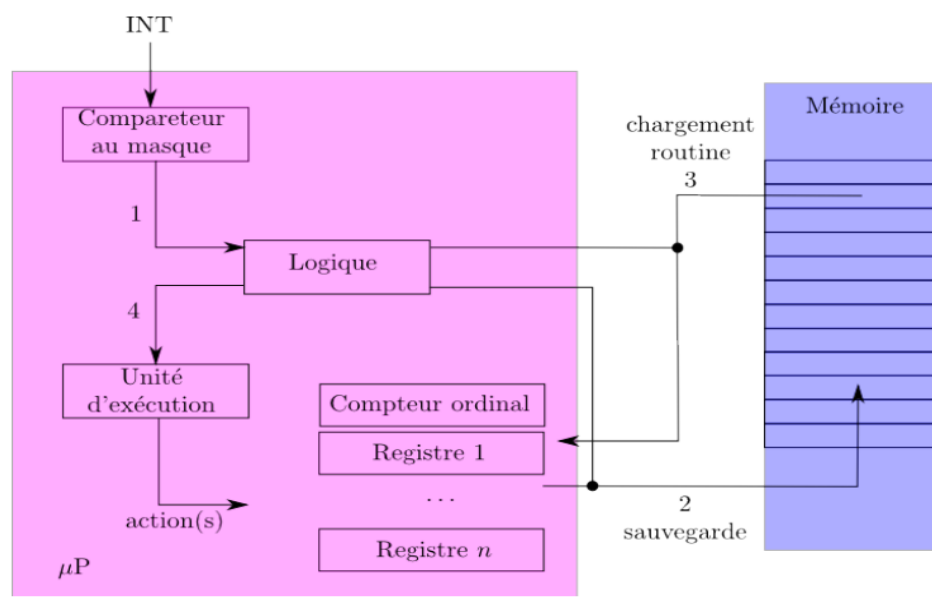 INT
Compareteur
au masque
1
Logique
4
Unité
d'exécution
action(s)
μP
Compteur ordinal
Registre 1
...
Registre n
chargement
routine
3
2
sauvegarde
Mémoire